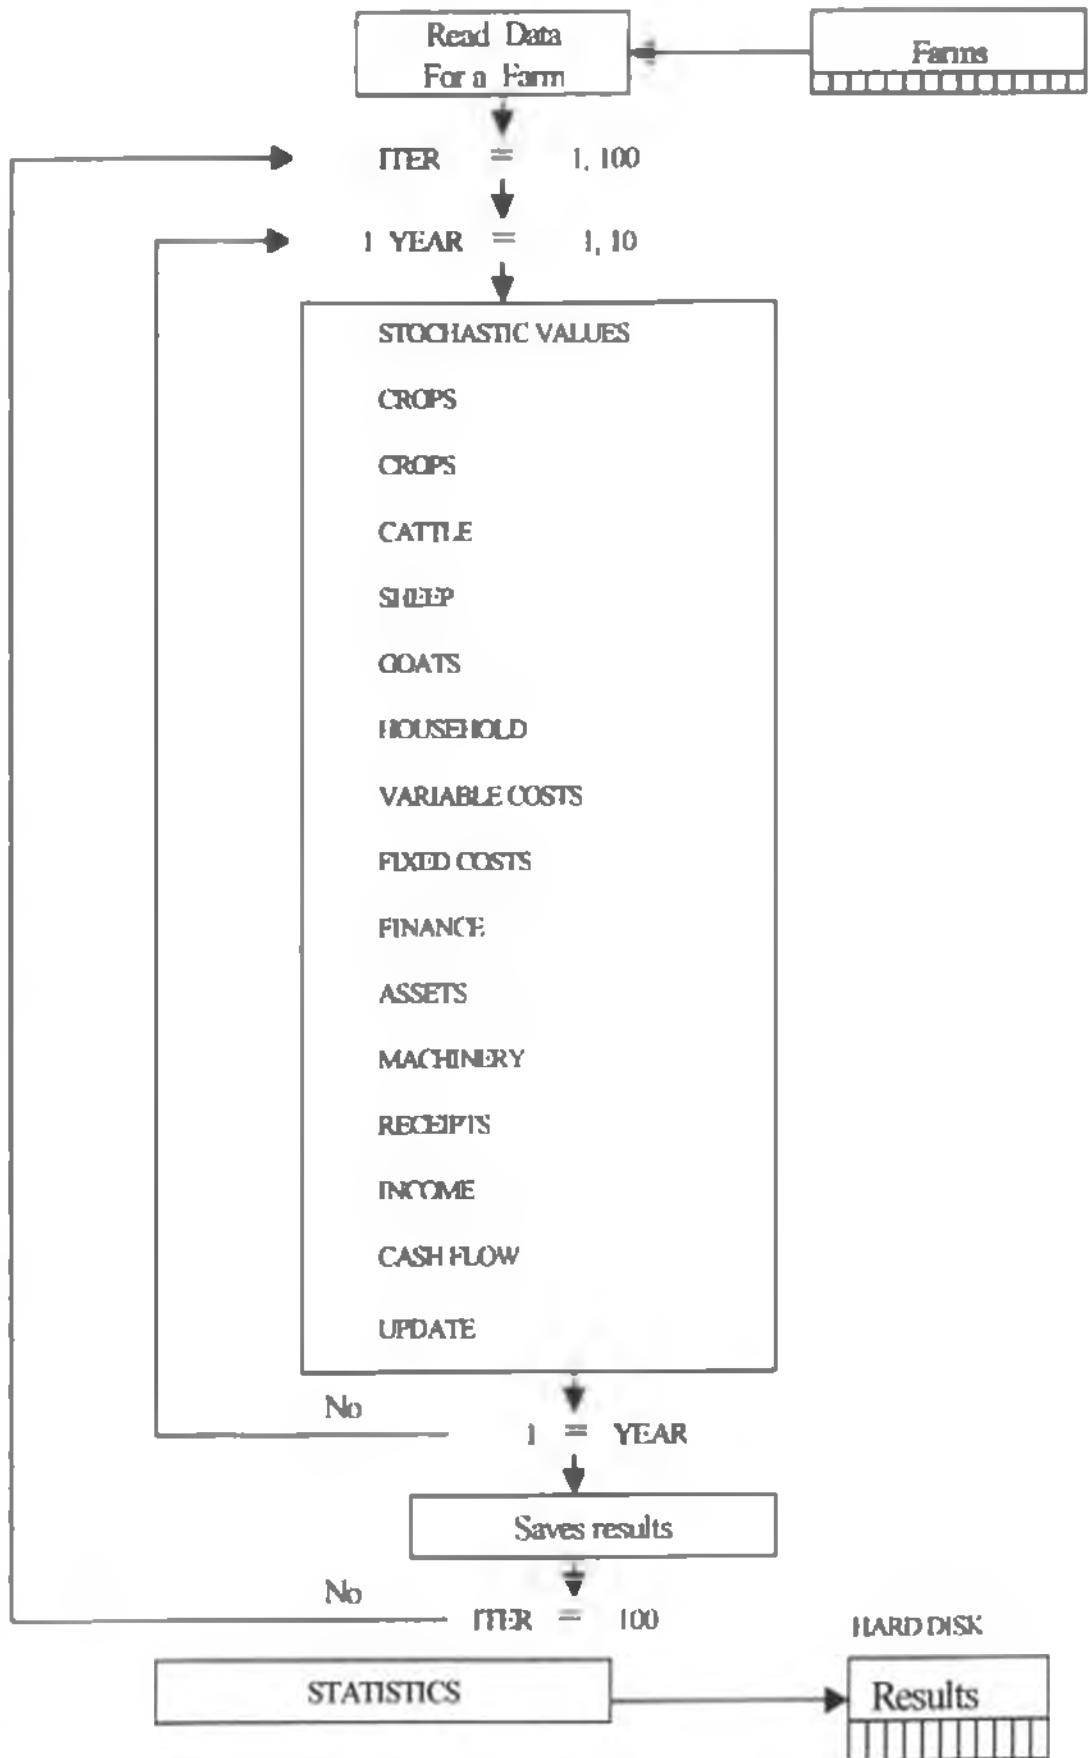 Read Data
For a Farm
Farms
ITER = 1, 100
1 YEAR = 1, 10
STOCHASTIC VALUES
CROPS
CROPS
CATTLE
SHEEP
GOATS
HOUSEHOLD
VARIABLE COSTS
FIXED COSTS
FINANCE
ASSETS
MACHINERY
RECEIPTS
INCOME
CASH FLOW
UPDATE
No
1 = YEAR
Saves results
No
ITER = 100
HARD DISK
STATISTICS
Results